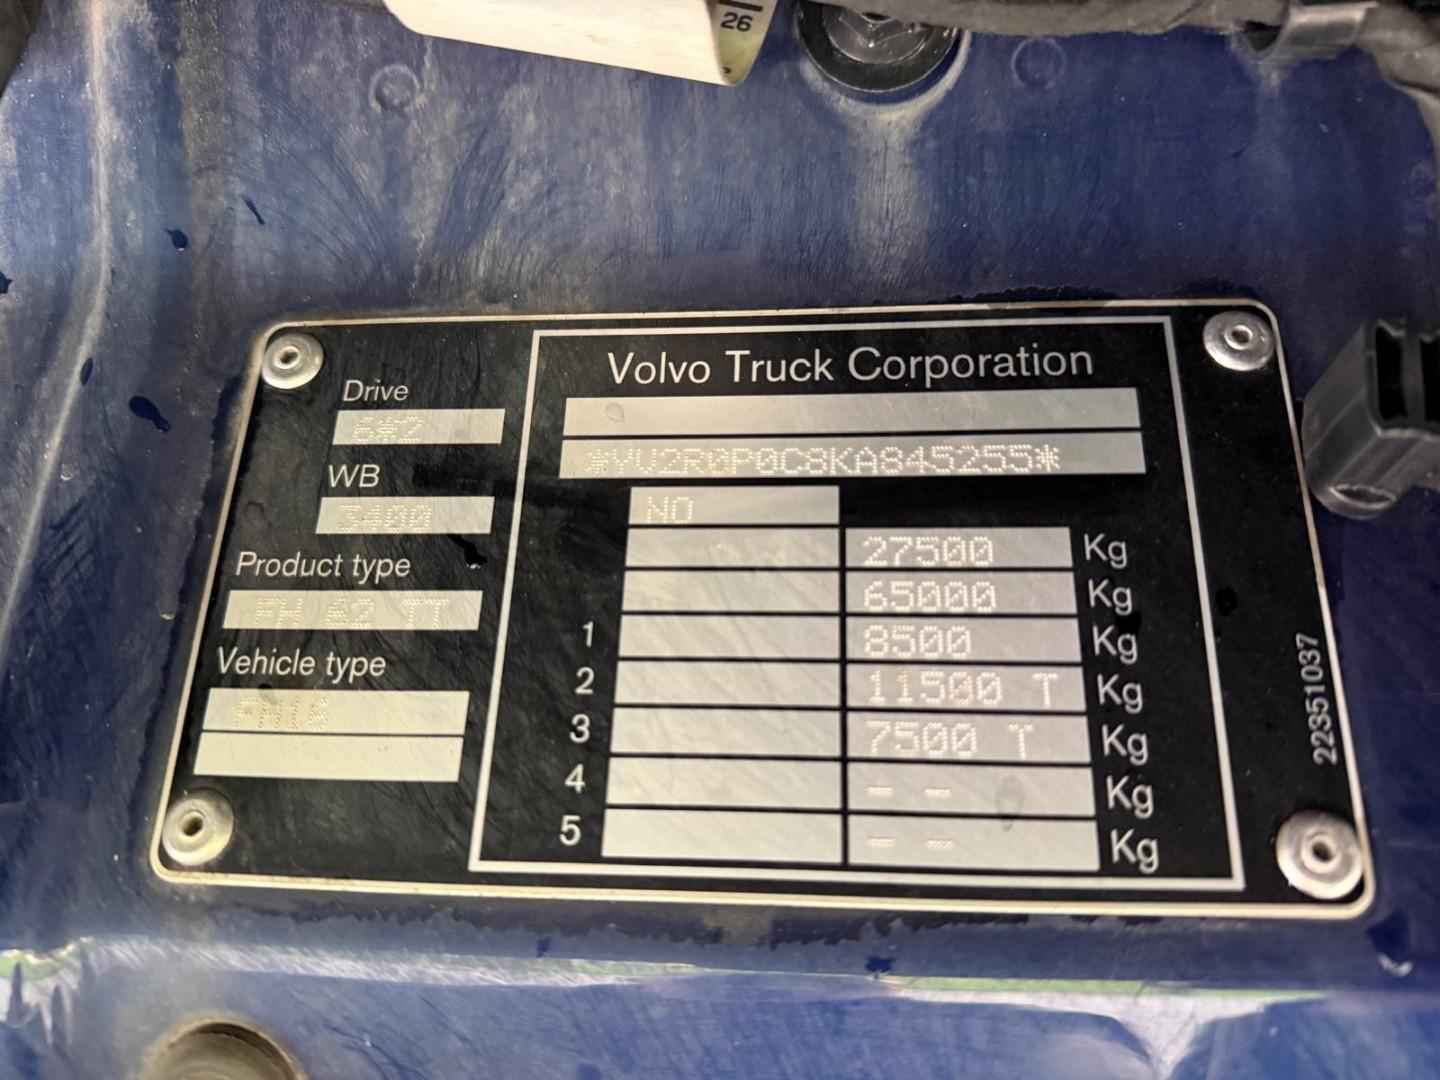 26
Volvo Truck Corporation
Drive
6*2
*YV2R0P0C8KA845255*
WB
3400
NO
27500 Kg
Product type
65000 Kg
FH 62 TT
1 8500 Kg
Vehicle type
2 11500 T Kg
3 7500 T Kg
4 - - Kg
5 - - Kg
22351037